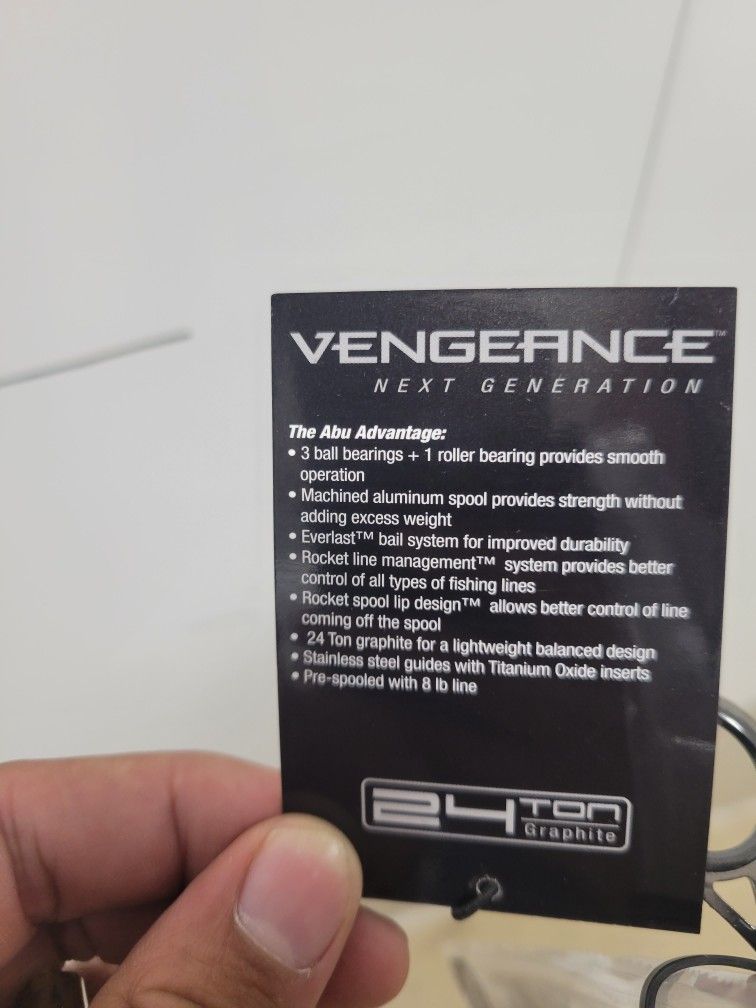 VENGEANCE™
NEXT GENERATION
The Abu Advantage:
• 3 ball bearings + 1 roller bearing provides smooth
operation
• Machined aluminum spool provides strength without
adding excess weight
• Everlast™ bail system for improved durability
• Rocket line management™ system provides better
control of all types of fishing lines
• Rocket spool lip design™ allows better control of line
coming off the spool
• 24 Ton graphite for a lightweight balanced design
• Stainless steel guides with Titanium Oxide inserts
• Pre-spooled with 8 lb line
24 TON
Graphite